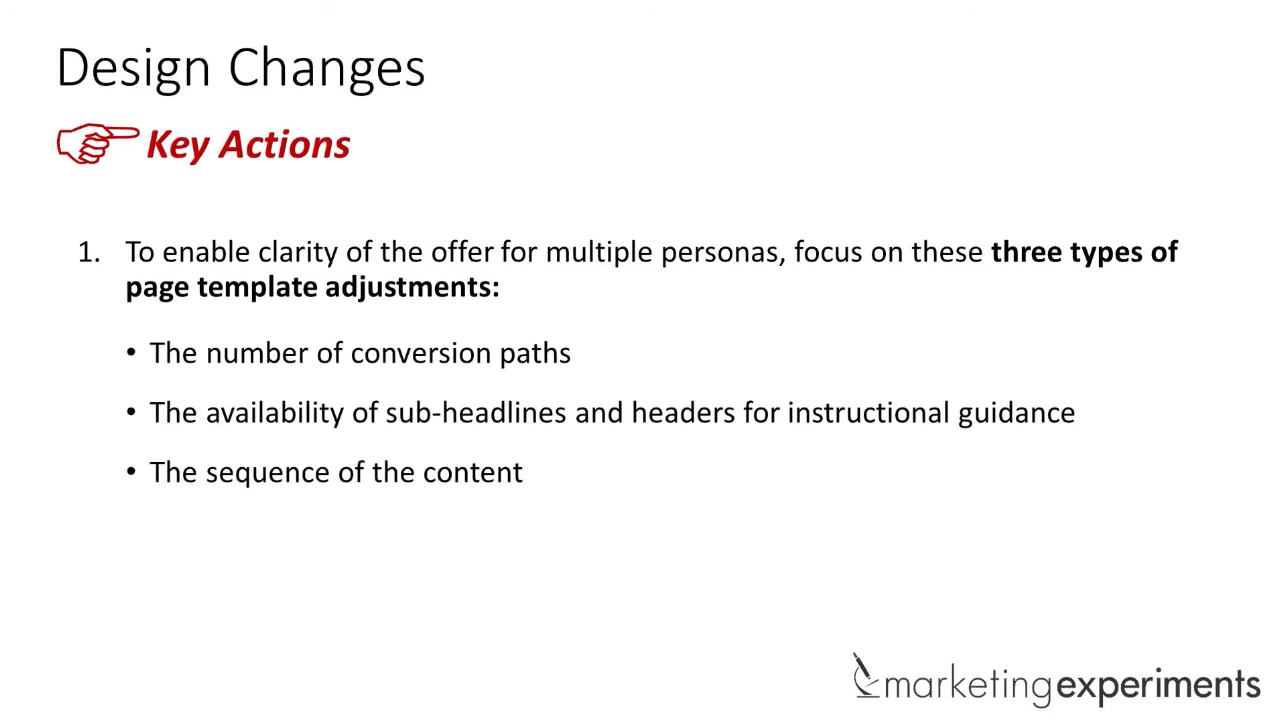 Design Changes
Key Actions
1. To enable clarity of the offer for multiple personas, focus on these three types of
page template adjustments:
• The number of conversion paths
• The availability of sub-headlines and headers for instructional guidance
• The sequence of the content
marketingexperiments